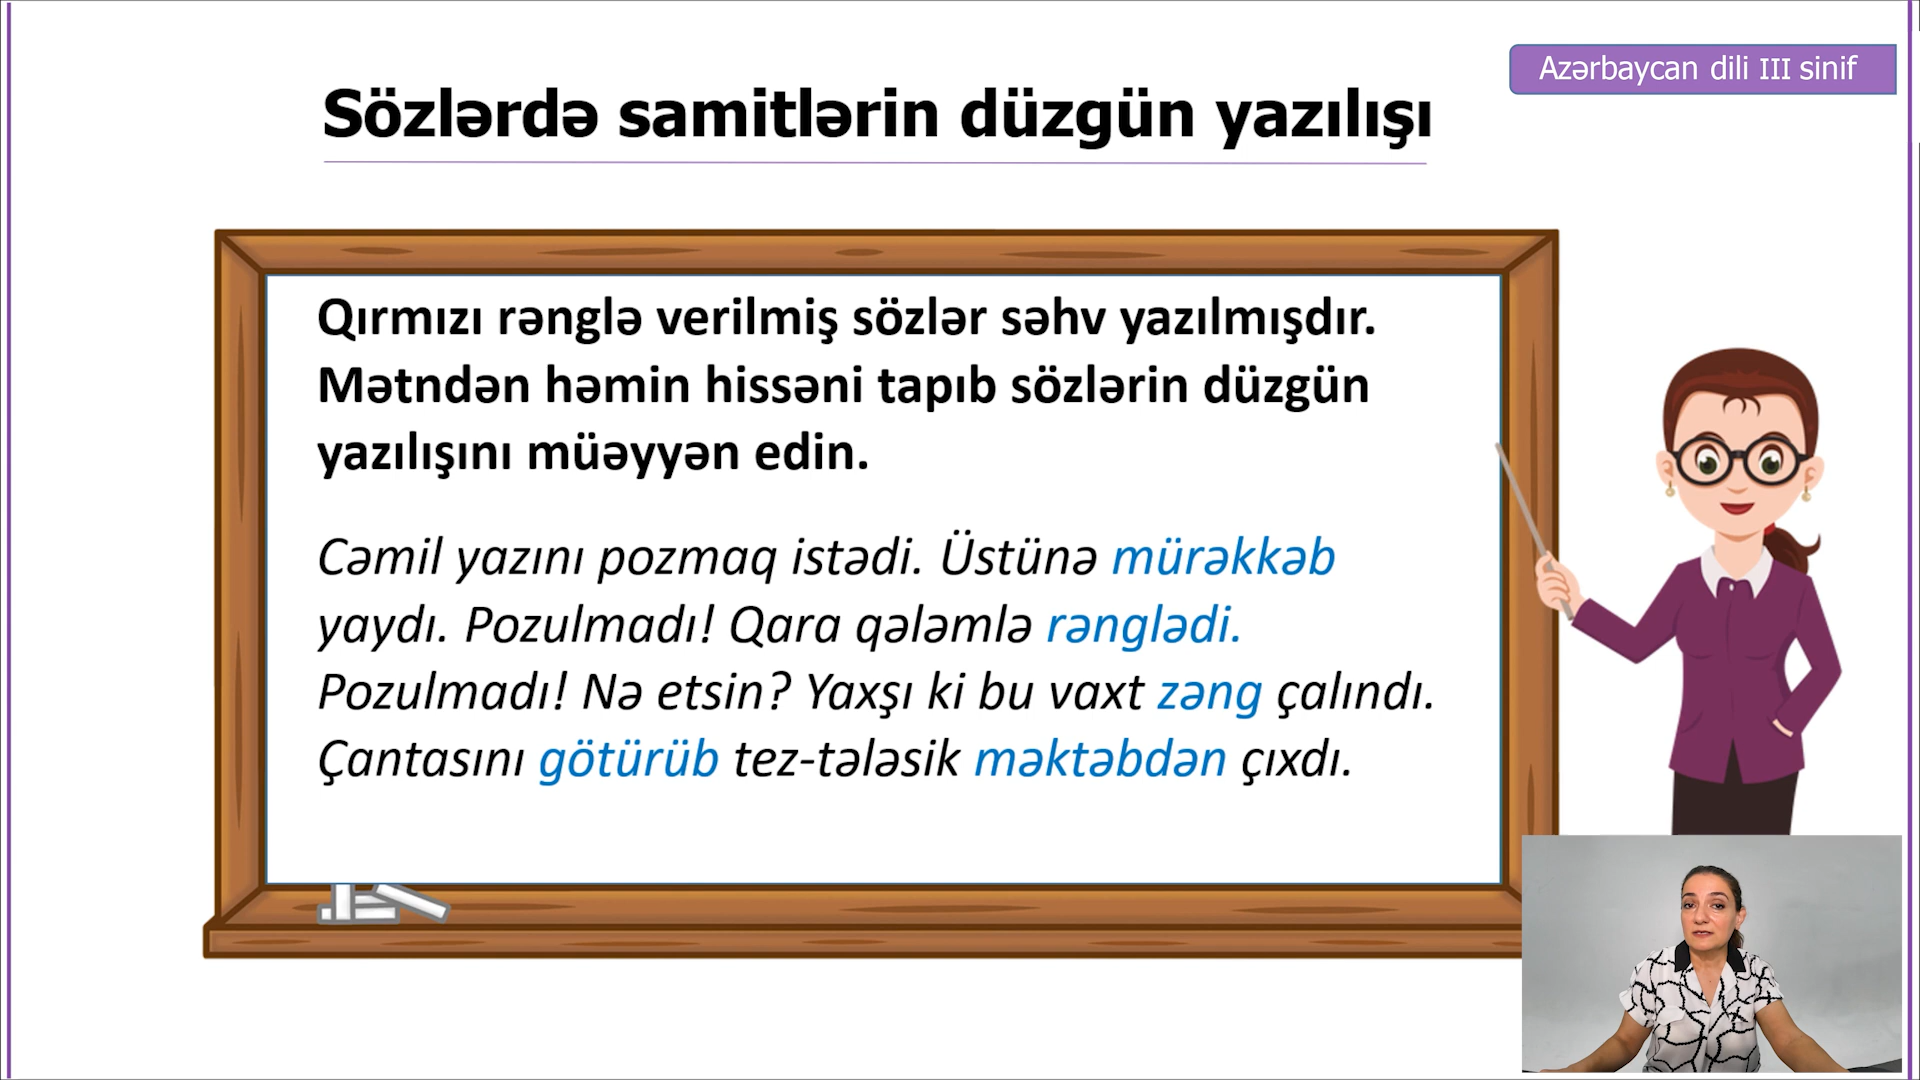 Azərbaycan dili III sinif
Sözlərdə samitlərin düzgün yazılışı
Qırmızı rənglə verilmiş sözlər səhv yazılmışdır.
Mətndən həmin hissəni tapıb sözlərin düzgün
yazılışını müəyyən edin.
Cəmil yazını pozmaq istədi. Üstünə mürəkkəb
yaydı. Pozulmadı! Qara qələmlə rənglədi.
Pozulmadı! Nə etsin? Yaxşı ki bu vaxt zəng çalındı.
Çantasını götürüb tez-tələsik məktəbdən çıxdı.